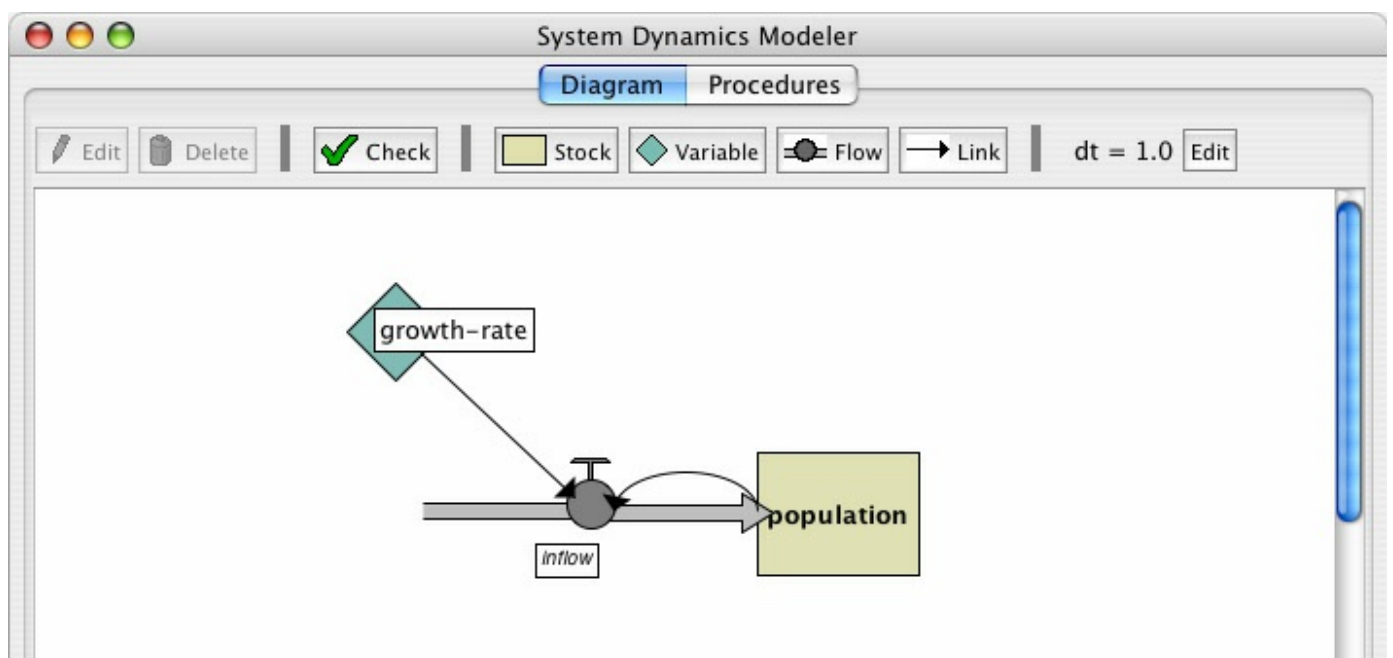 System Dynamics Modeler
Diagram Procedures
Edit Delete Check Stock Variable Flow Link dt = 1.0 Edit
growth-rate
population
inflow